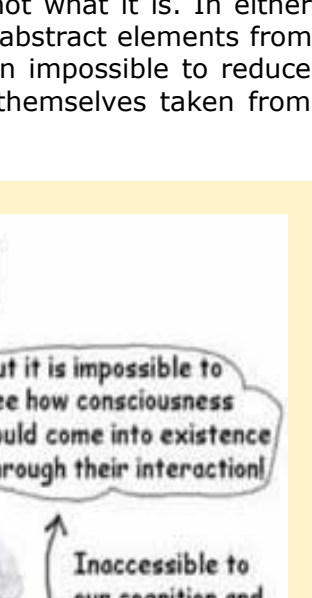 not what it is. In either
abstract elements from
n impossible to reduce
themselves taken from
ut it is impossible to
ee how consciousness
ould come into existence
hrough their interaction!
Inaccessible to
our cognition and